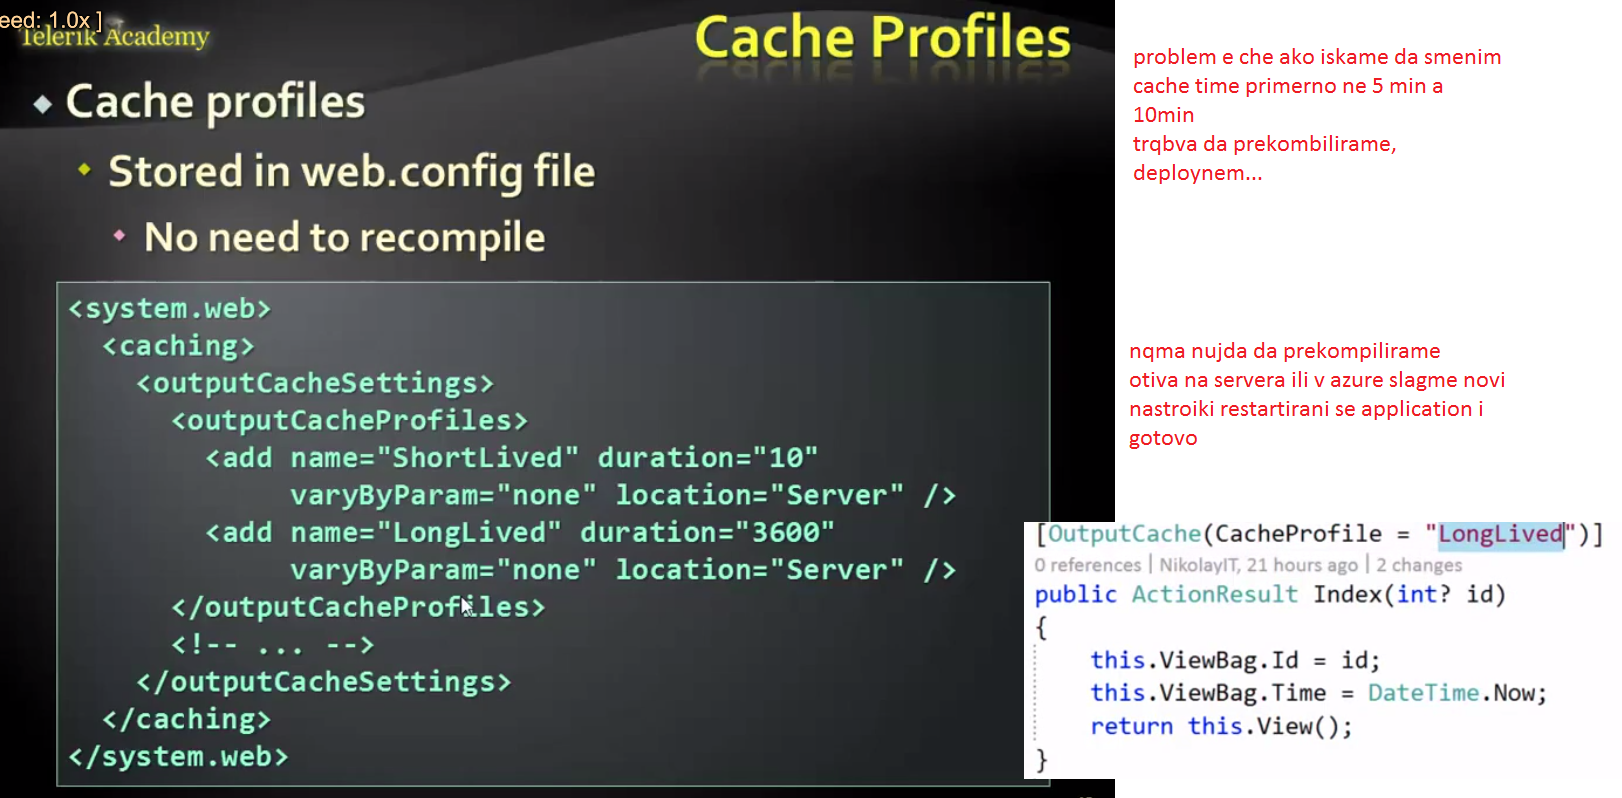 eed: 1.0x ]
Telerik Academy
Cache Profiles
Cache profiles
Stored in web.config file
No need to recompile
<system.web>
<caching>
<outputCacheSettings>
<outputCacheProfiles>
<add name="ShortLived" duration="10"
varyByParam="none" location="Server" />
<add name="LongLived" duration="3600"
varyByParam="none" location="Server" />
</outputCacheProfiles>
<!-- ... -->
</outputCacheSettings>
</caching>
</system.web>
problem e che ako iskame da smenim
cache time primerno ne 5 min a
10min
trqbva da prekombilirame,
deploynem...
nqma nujda da prekompilirame
otiva na servera ili v azure slagme novi
nastroiki restartirani se application i
gotovo
[OutputCache(CacheProfile = "LongLived")]
0 references | NikolayIT, 21 hours ago | 2 changes
public ActionResult Index(int? id)
{
this.ViewBag.Id = id;
this.ViewBag.Time = DateTime.Now;
return this.View();
}